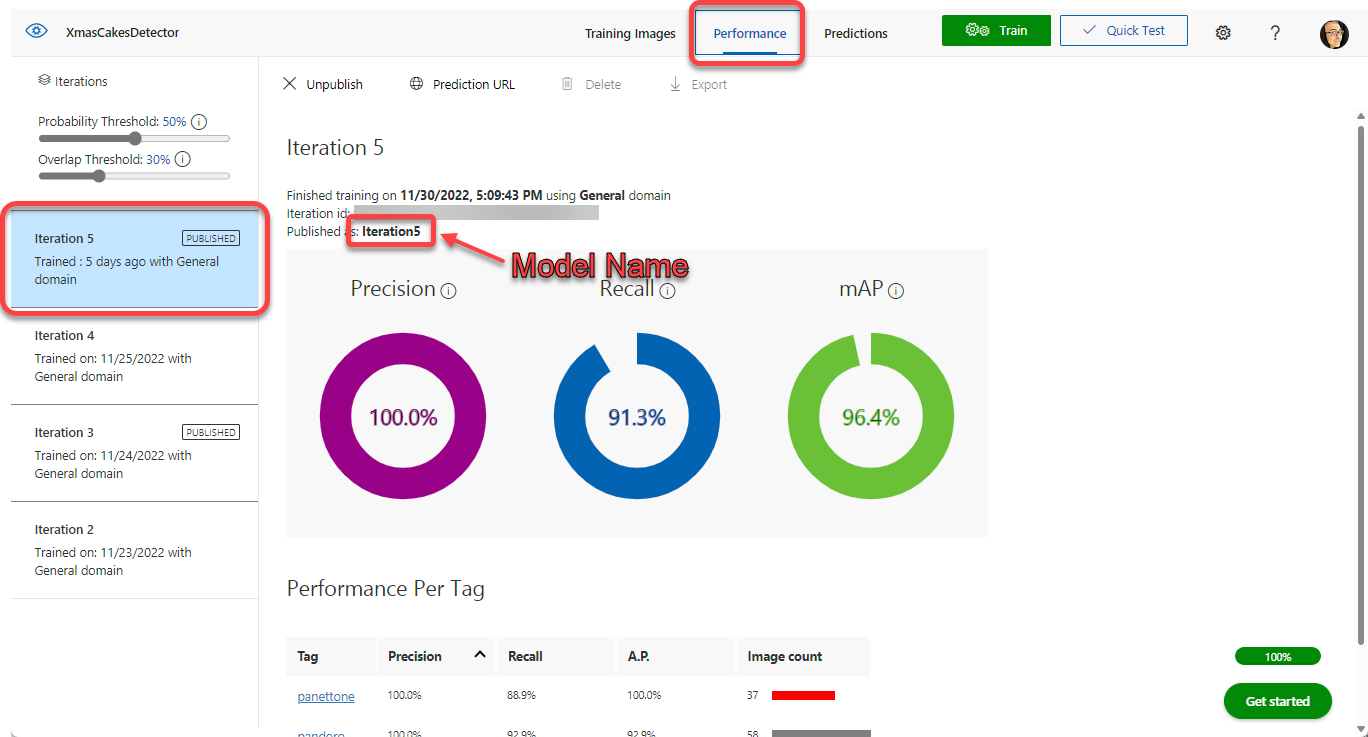 XmasCakesDetector
Training Images
Performance
Predictions
Train
Quick Test
?
Iterations
Probability Threshold: 50%
Overlap Threshold: 30%
Iteration 5
PUBLISHED
Trained : 5 days ago with General
domain
Iteration 4
Trained on: 11/25/2022 with
General domain
Iteration 3
PUBLISHED
Trained on: 11/24/2022 with
General domain
Iteration 2
Trained on: 11/23/2022 with
General domain
Unpublish
Prediction URL
Delete
Export
Iteration 5
Finished training on 11/30/2022, 5:09:43 PM using General domain
Iteration id:
Published as: Iteration5
Model Name
Precision
Recall
mAP
100.0%
91.3%
96.4%
Performance Per Tag
Tag Precision Recall A.P. Image count
panettone 100.0% 88.9% 100.0% 37
pandoro 100.0% 92.9% 92.9% 58
100%
Get started